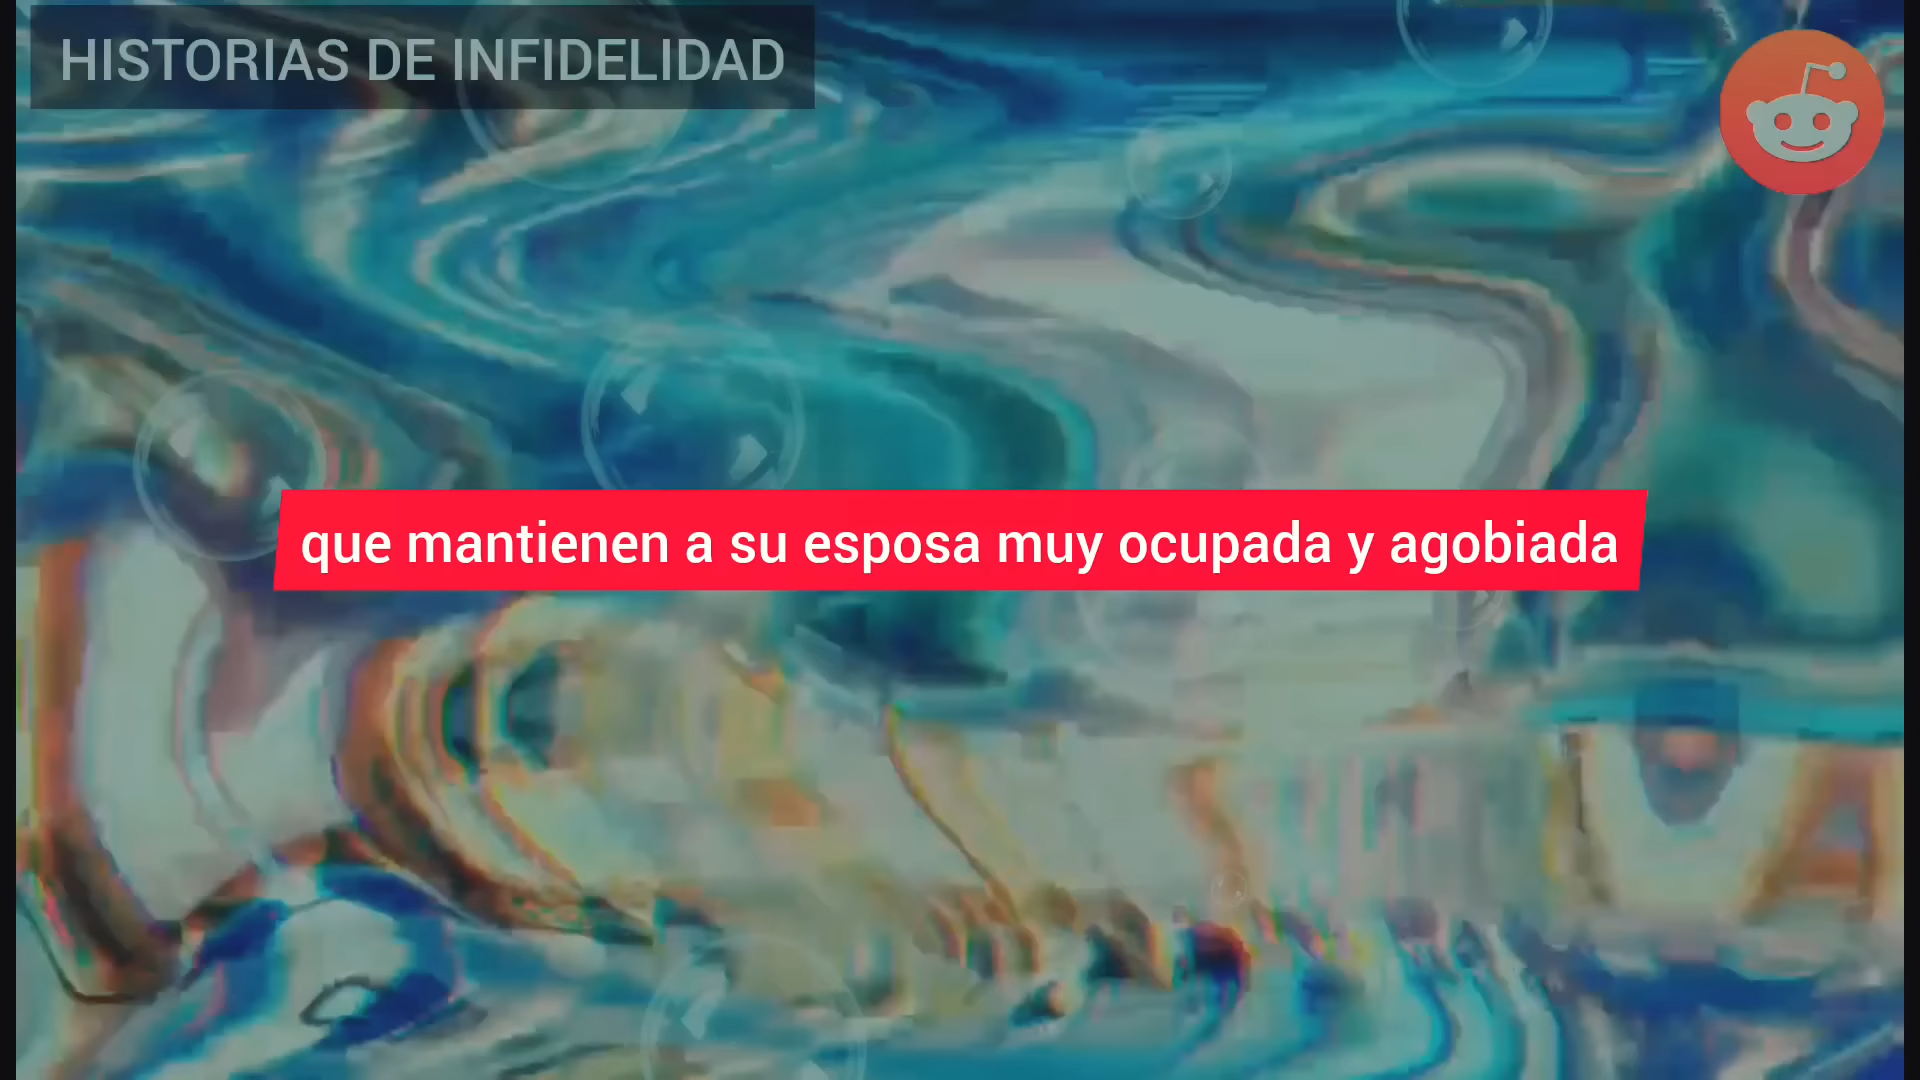 HISTORIAS DE INFIDELIDAD
que mantienen a su esposa muy ocupada y agobiada